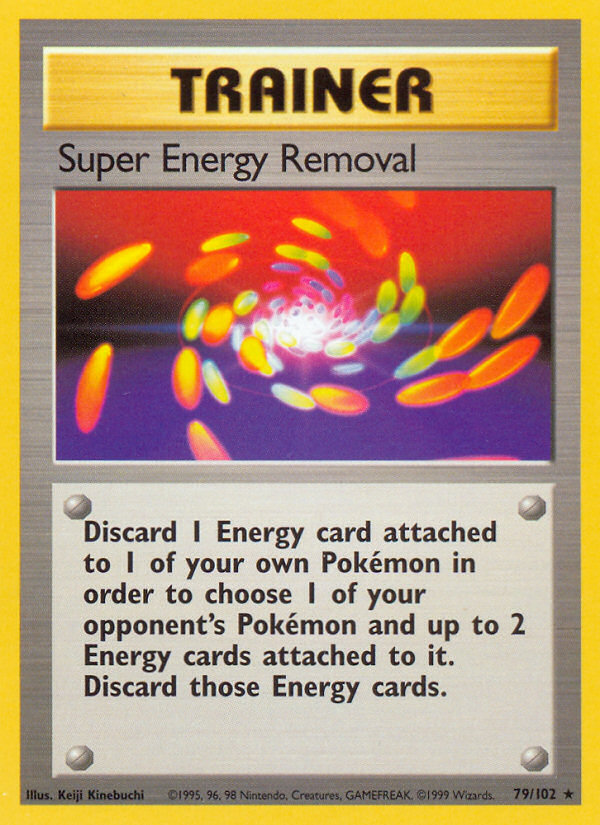 TRAINER
Super Energy Removal
Discard 1 Energy card attached
to 1 of your own Pokémon in
order to choose 1 of your
opponent's Pokémon and up to 2
Energy cards attached to it.
Discard those Energy cards.
Illus. Keiji Kinebuchi ©1995, 96, 98 Nintendo, Creatures, GAMEFREAK. ©1999 Wizards. 79/102 ★